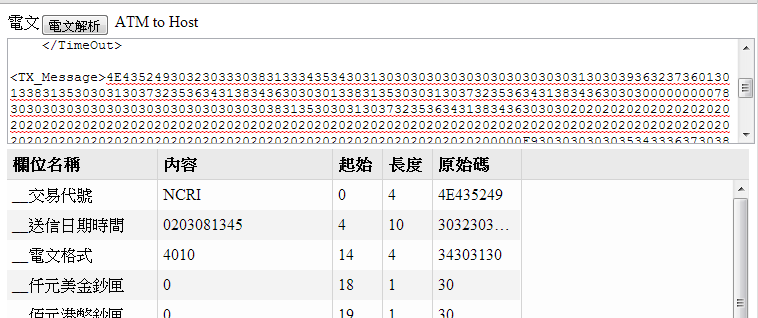 電文 電文解析 ATM to Host
</TimeOut>
<TX_Message>4E4352493032303330383133343534303130303030303030303030303030303130303039363237360130
1338313530303130373235363431383436303030013338313530303130373235363431383436303030000000000078
30303030303030303030303030303030303030303138313530303130373235363431383436303030202020202020
20202020202020202020202020202020202020202020202020202020202020202020202020202020202020202020
欄位名稱 內容 起始 長度 原始碼
__交易代號 NCRI 0 4 4E435249
__送信日期時間 0203081345 4 10 3032303…
__電文格式 4010 14 4 34303130
__仟元美金鈔匣 0 18 1 30
__佰元港幣鈔匣 0 19 1 30